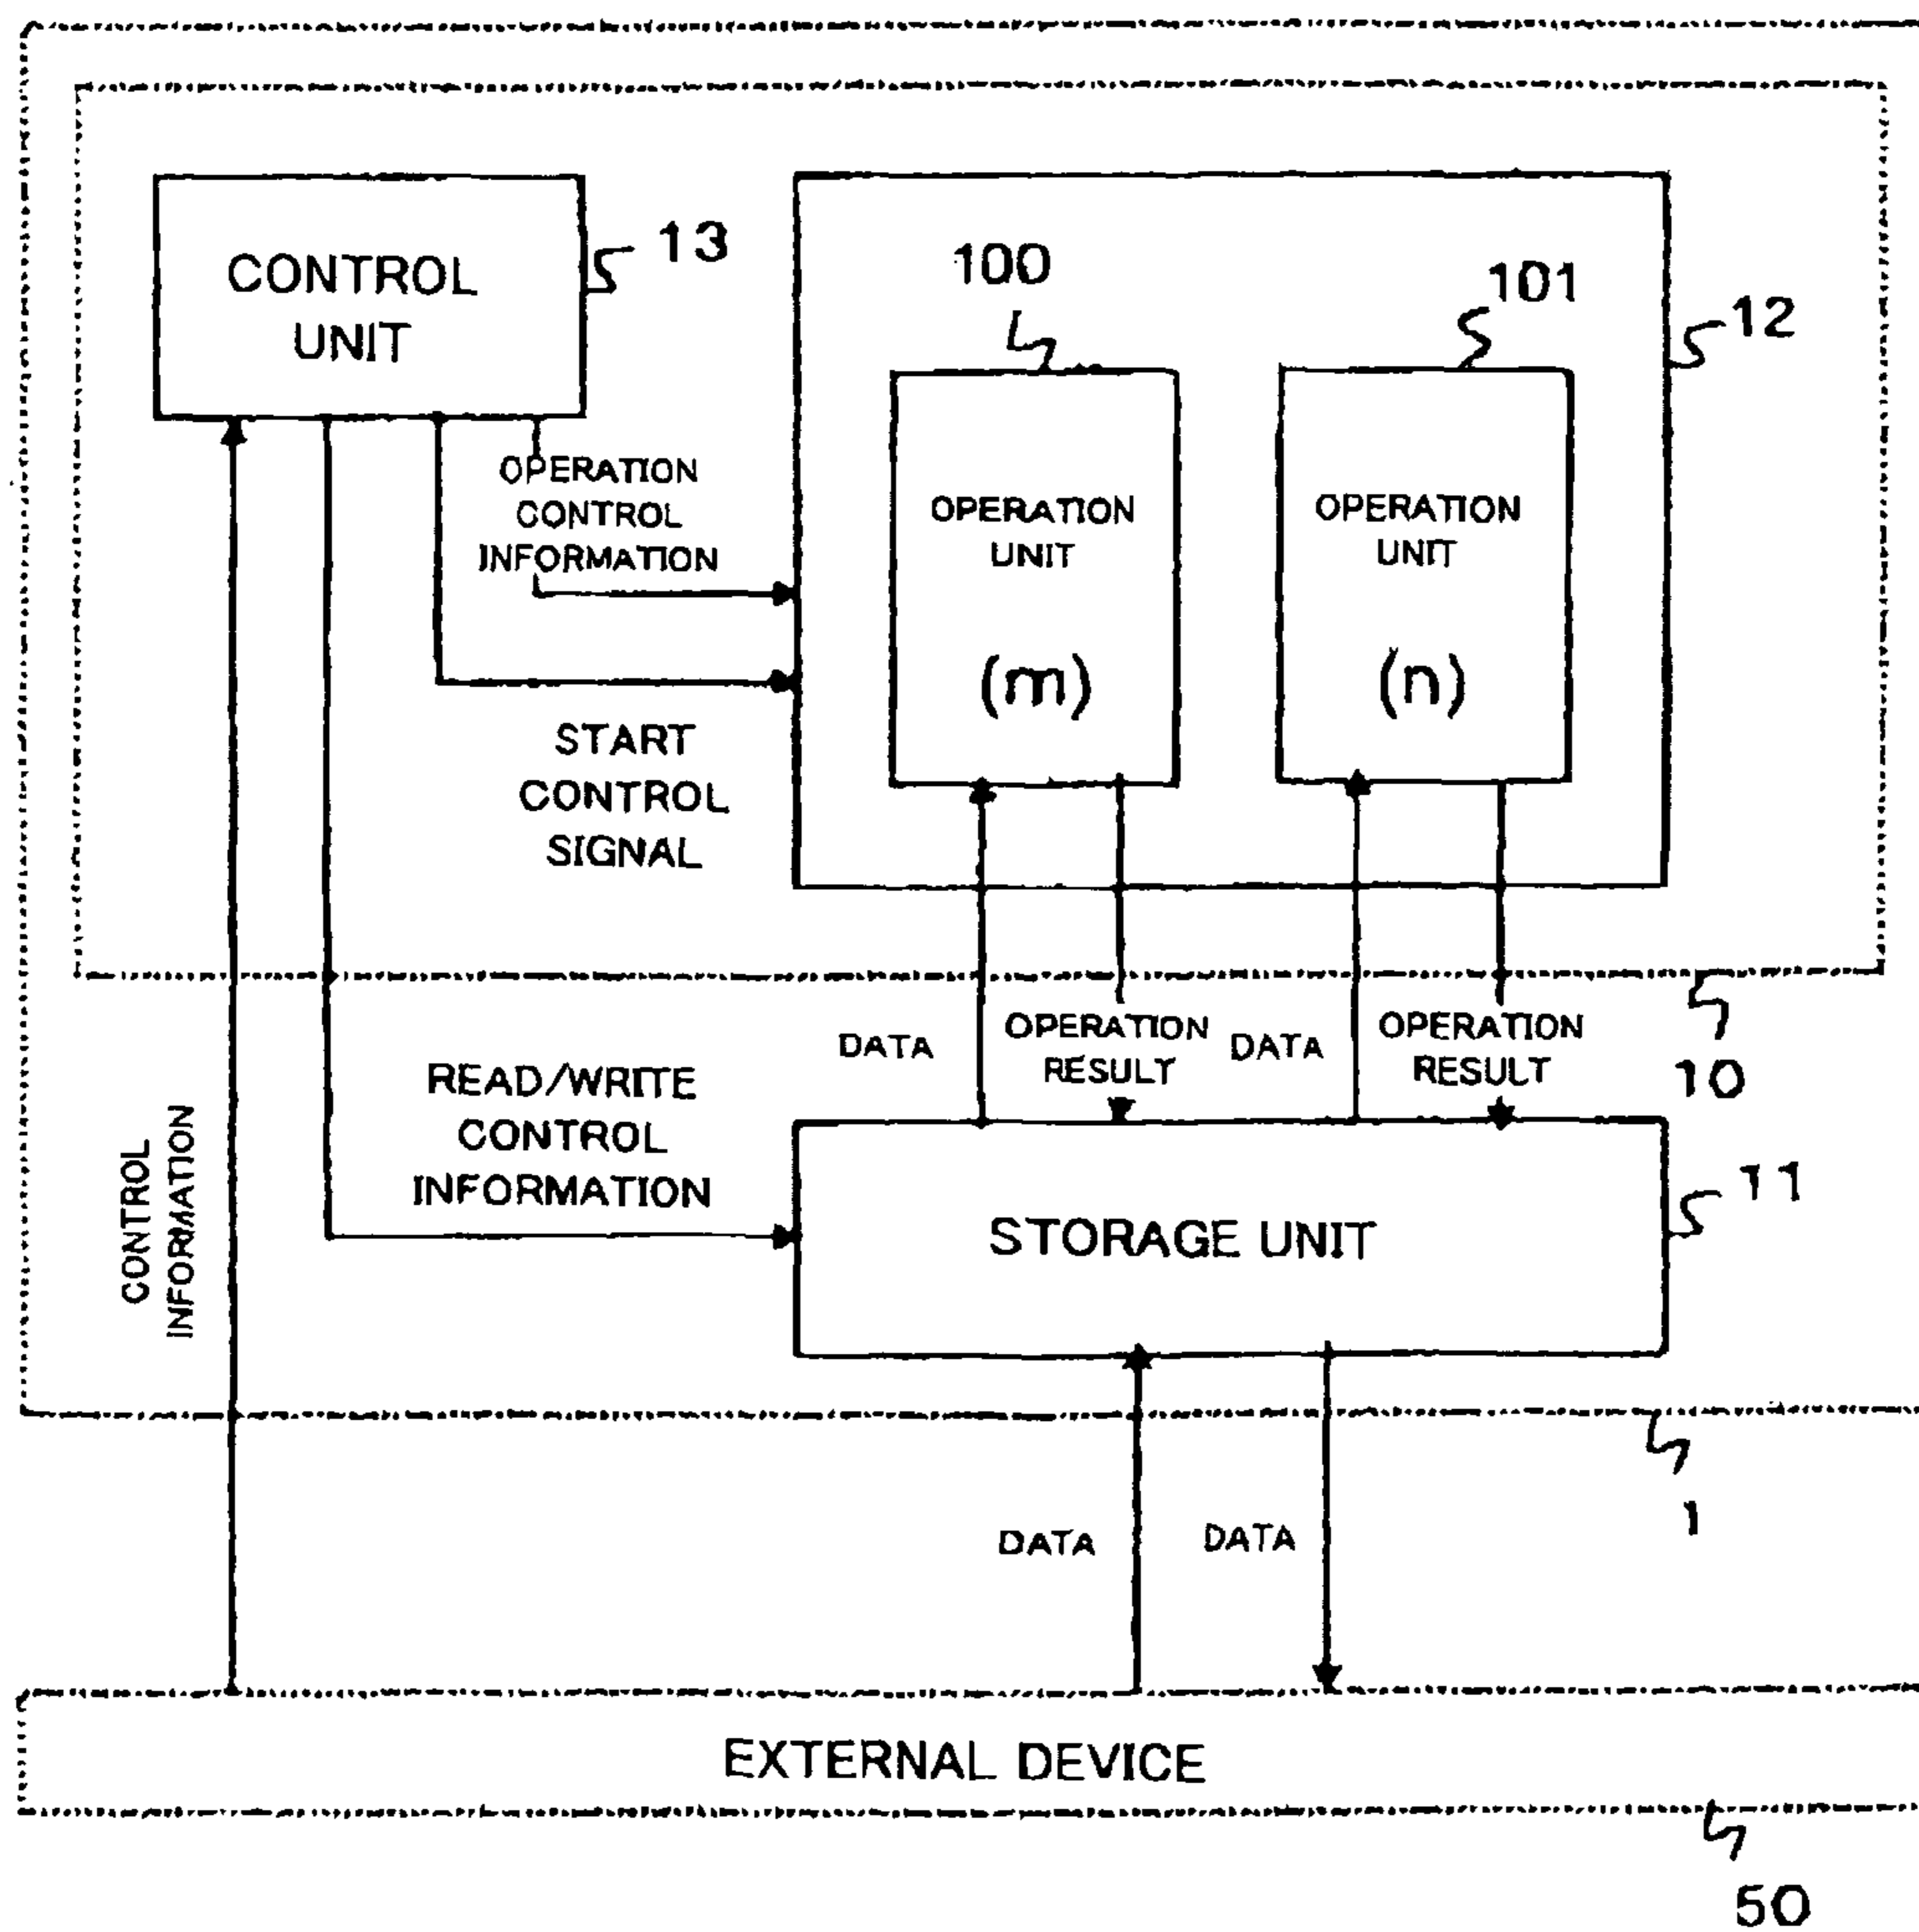 CONTROL
UNIT
13
100
101
12
OPERATION
CONTROL
INFORMATION
OPERATION
UNIT
(m)
OPERATION
UNIT
(n)
START
CONTROL
SIGNAL
DATA
OPERATION
RESULT
DATA
OPERATION
RESULT
10
READ/WRITE
CONTROL
INFORMATION
CONTROL
INFORMATION
STORAGE UNIT
11
1
DATA
DATA
EXTERNAL DEVICE
50